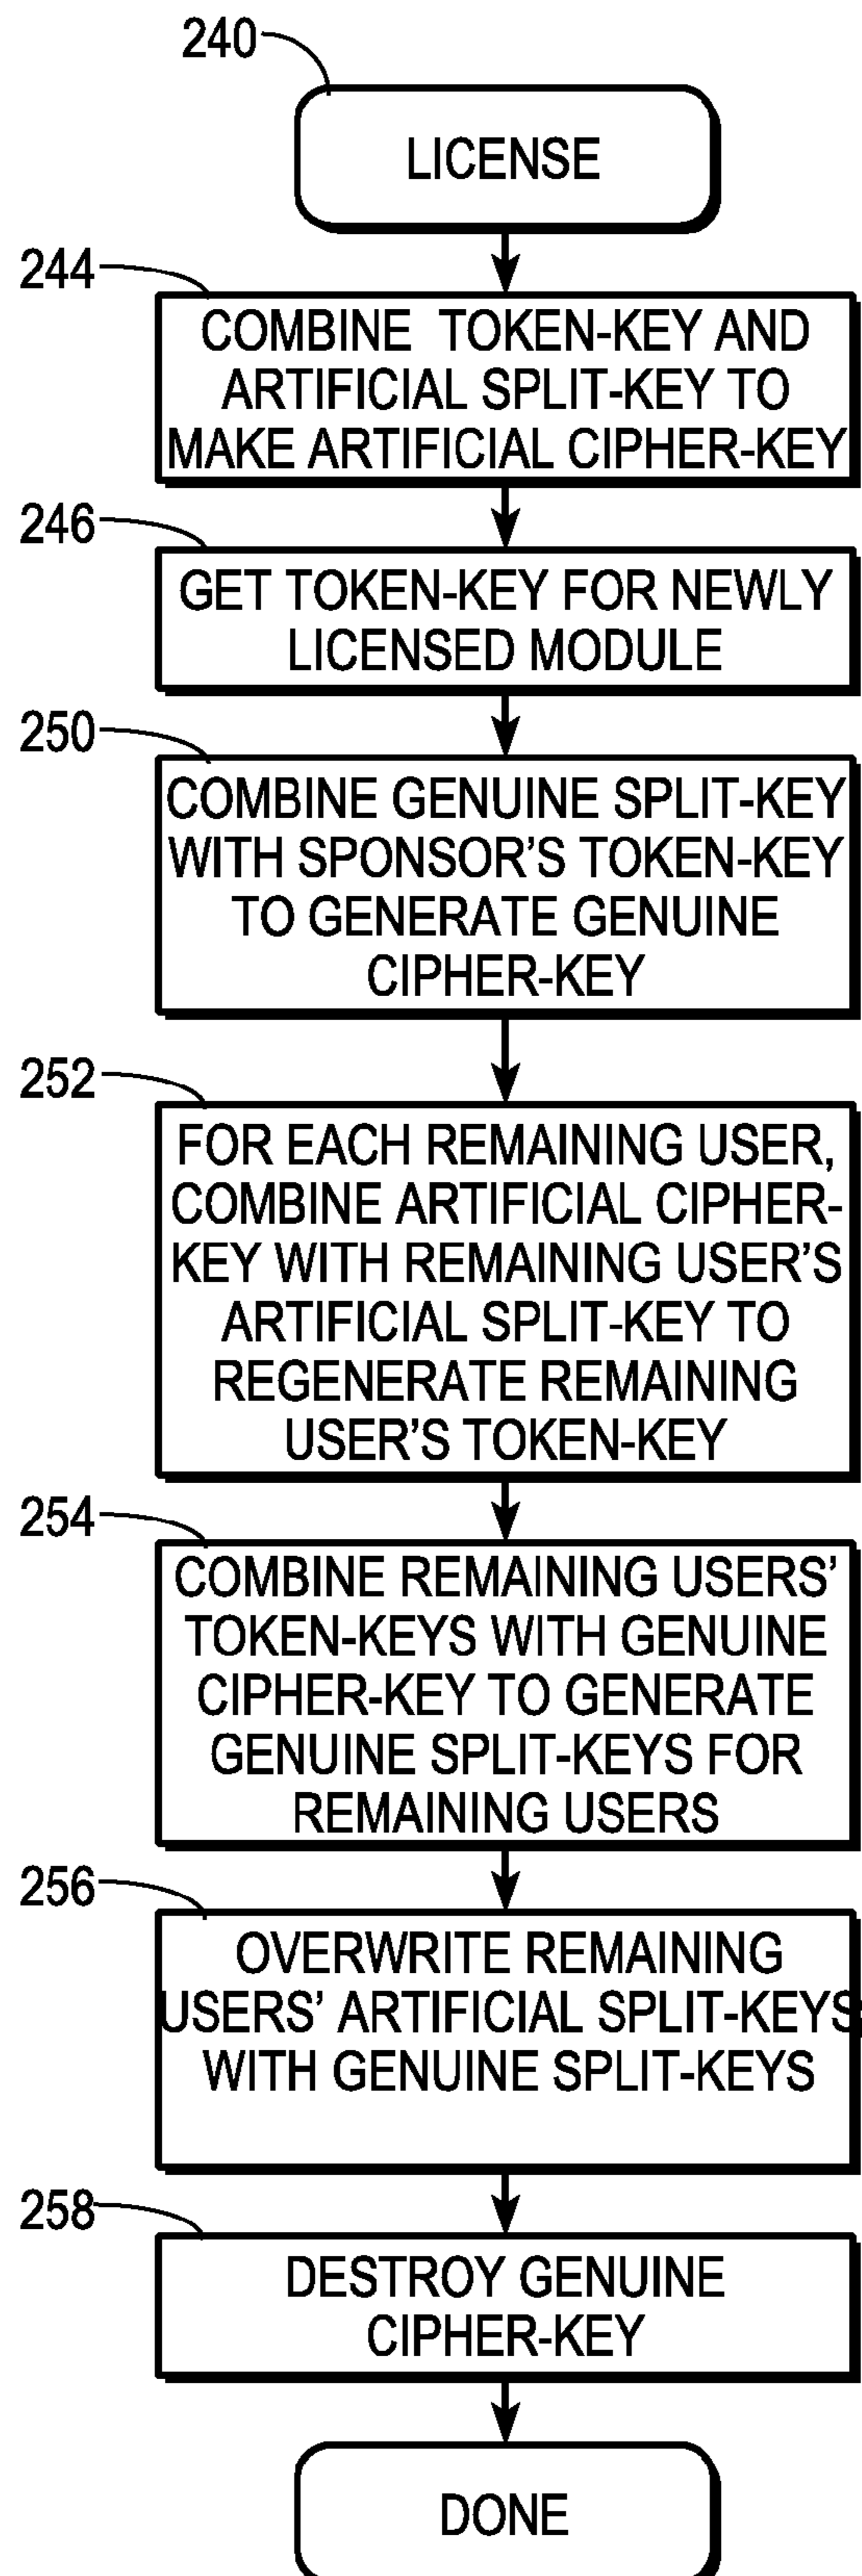 240
LICENSE
244
COMBINE TOKEN-KEY AND
ARTIFICIAL SPLIT-KEY TO
MAKE ARTIFICIAL CIPHER-KEY
246
GET TOKEN-KEY FOR NEWLY
LICENSED MODULE
250
COMBINE GENUINE SPLIT-KEY
WITH SPONSOR'S TOKEN-KEY
TO GENERATE GENUINE
CIPHER-KEY
252
FOR EACH REMAINING USER,
COMBINE ARTIFICIAL CIPHER-
KEY WITH REMAINING USER'S
ARTIFICIAL SPLIT-KEY TO
REGENERATE REMAINING
USER'S TOKEN-KEY
254
COMBINE REMAINING USERS'
TOKEN-KEYS WITH GENUINE
CIPHER-KEY TO GENERATE
GENUINE SPLIT-KEYS FOR
REMAINING USERS
256
OVERWRITE REMAINING
USERS' ARTIFICIAL SPLIT-KEYS
WITH GENUINE SPLIT-KEYS
258
DESTROY GENUINE
CIPHER-KEY
DONE